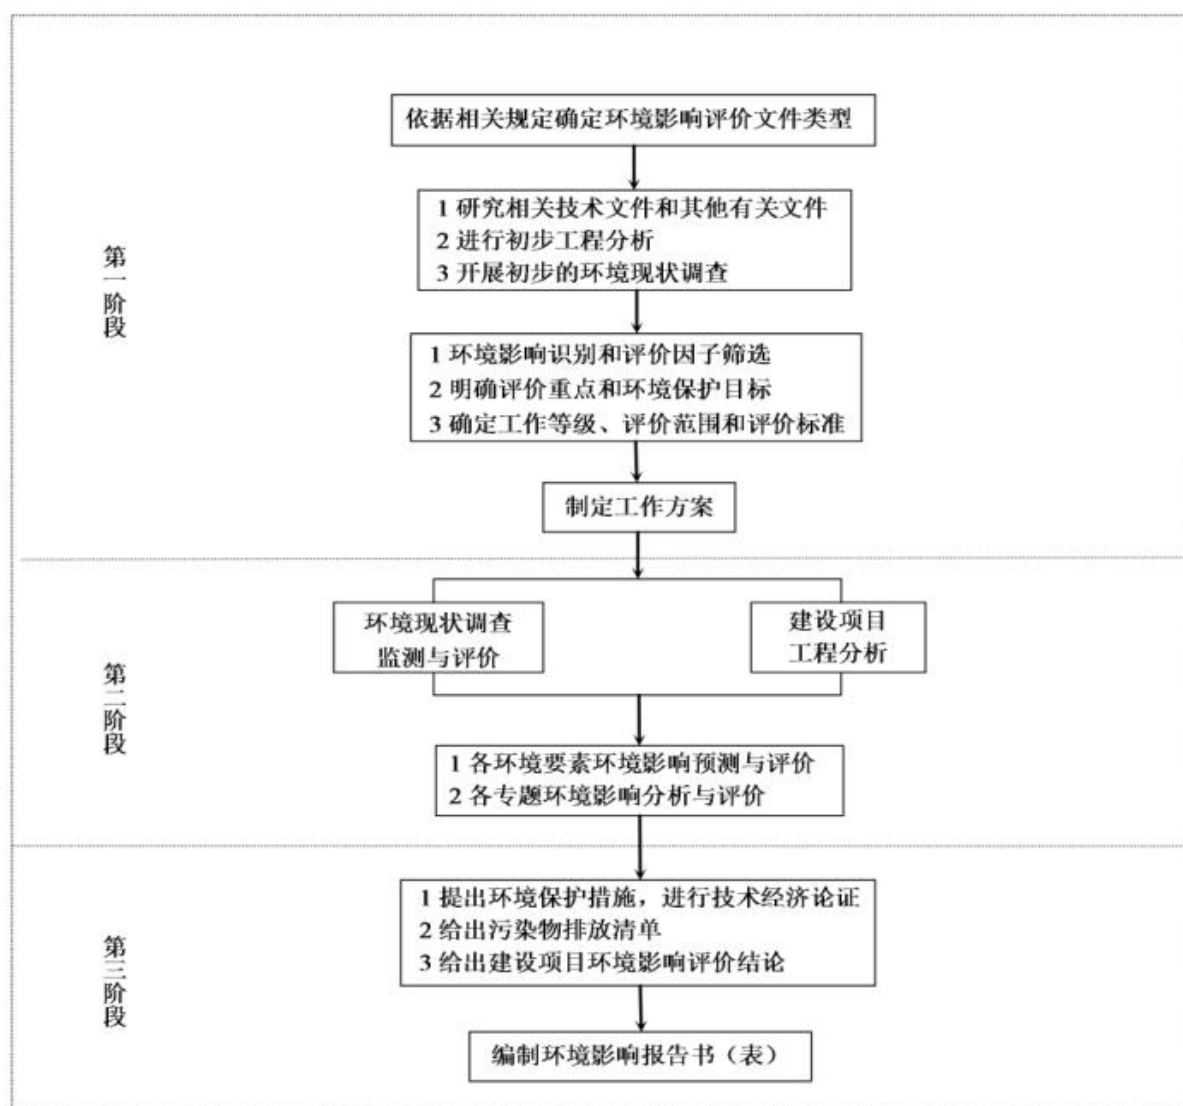 依据相关规定确定环境影响评价文件类型
1 研究相关技术文件和其他有关文件
2 进行初步工程分析
3 开展初步的环境现状调查
第一阶段
1 环境影响识别和评价因子筛选
2 明确评价重点和环境保护目标
3 确定工作等级、评价范围和评价标准
制定工作方案
环境现状调查
监测与评价
建设项目
工程分析
第二阶段
1 各环境要素环境影响预测与评价
2 各专题环境影响分析与评价
1 提出环境保护措施，进行技术经济论证
2 给出污染物排放清单
3 给出建设项目环境影响评价结论
第三阶段
编制环境影响报告书（表）